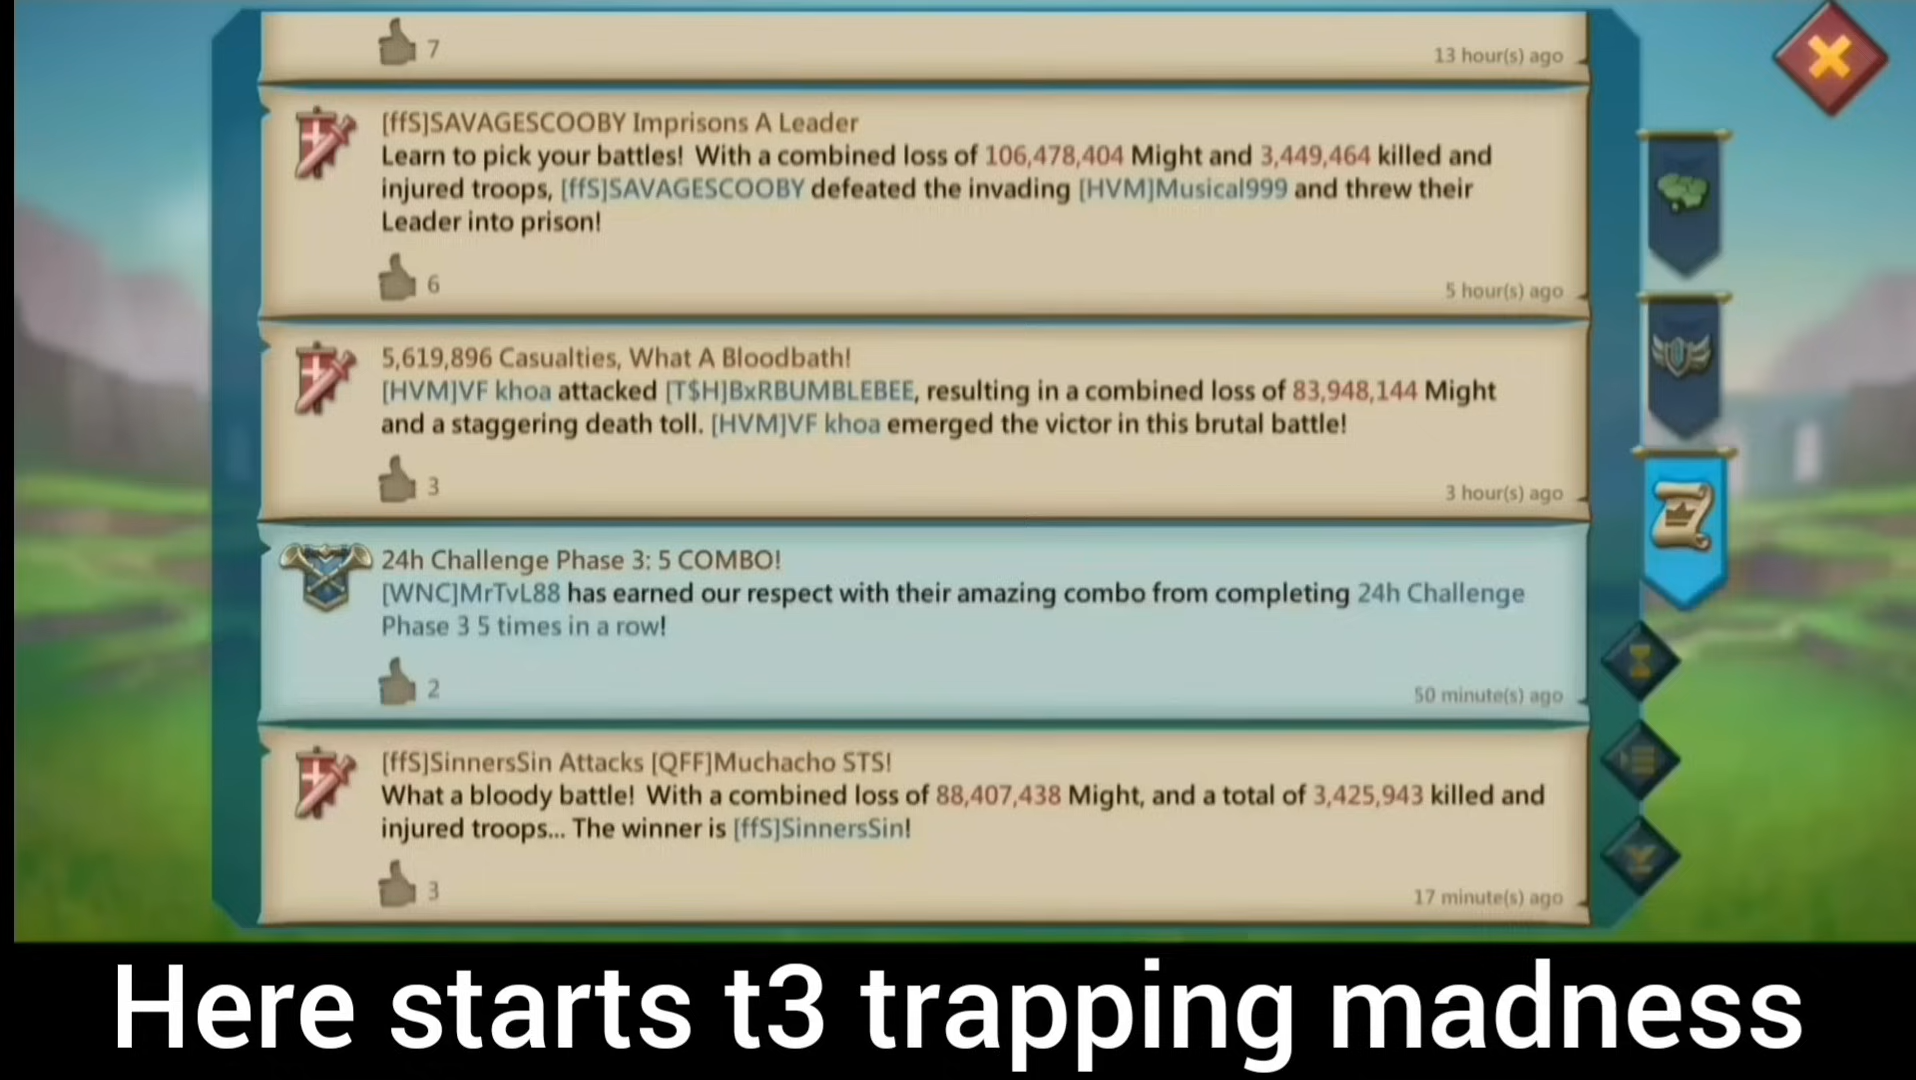 7
13 hour(s) ago
[ffS]SAVAGESCOOBY Imprisons A Leader
Learn to pick your battles! With a combined loss of 106,478,404 Might and 3,449,464 killed and
injured troops, [ffS]SAVAGESCOOBY defeated the invading [HVM]Musical999 and threw their
Leader into prison!
6
5 hour(s) ago
5,619,896 Casualties, What A Bloodbath!
[HVM]VF khoa attacked [T$H]BxRBUMBLEBEE, resulting in a combined loss of 83,948,144 Might
and a staggering death toll. [HVM]VF khoa emerged the victor in this brutal battle!
3
3 hour(s) ago
24h Challenge Phase 3: 5 COMBO!
[WNC]MrTvL88 has earned our respect with their amazing combo from completing 24h Challenge
Phase 3 5 times in a row!
2
50 minute(s) ago
[ffS]SinnersSin Attacks [QFF]Muchacho STS!
What a bloody battle! With a combined loss of 88,407,438 Might, and a total of 3,425,943 killed and
injured troops... The winner is [ffS]SinnersSin!
3
17 minute(s) ago
Here starts t3 trapping madness